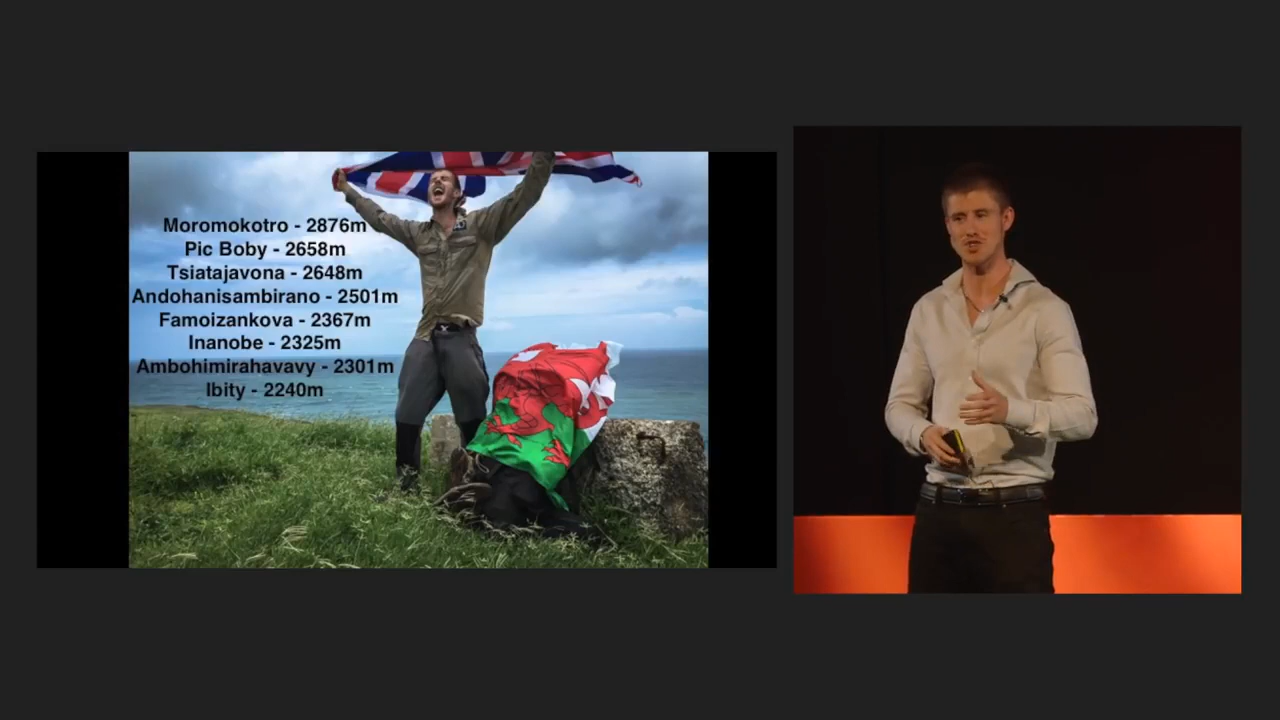 Moromokotro - 2876m
Pic Boby - 2658m
Tsiatajavona - 2648m
Andohanisambirano - 2501m
Famoizankova - 2367m
Inanobe - 2325m
Ambohimirahavavy - 2301m
Ibity - 2240m